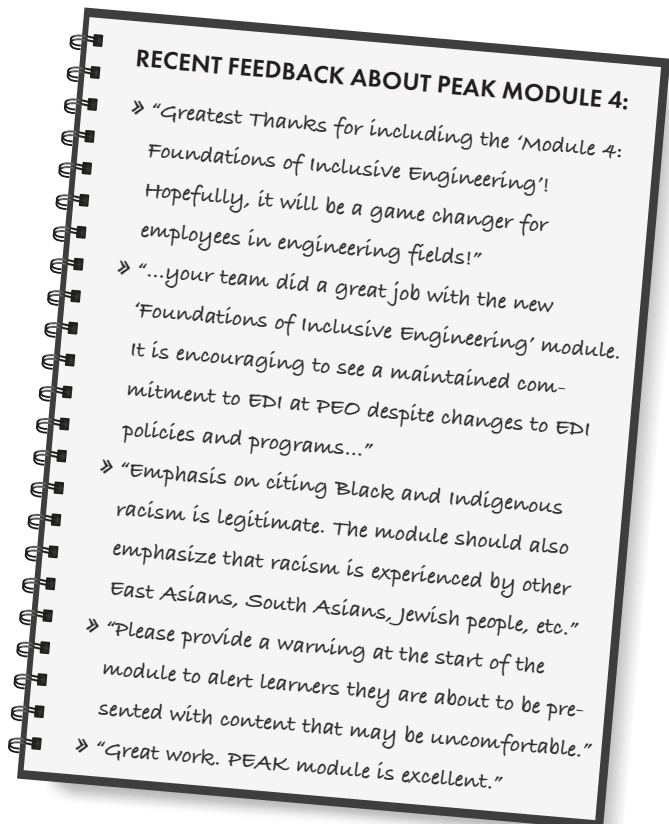 RECENT FEEDBACK ABOUT PEAK MODULE 4:
» “Greatest Thanks for including the ‘Module 4:
Foundations of Inclusive Engineering’!
Hopefully, it will be a game changer for
employees in engineering fields!”
» “...your team did a great job with the new
‘Foundations of Inclusive Engineering’ module.
It is encouraging to see a maintained com-
mitment to EDI at PEO despite changes to EDI
policies and programs...”
» “Emphasis on citing Black and Indigenous
racism is legitimate. The module should also
emphasize that racism is experienced by other
East Asians, South Asians, Jewish people, etc.”
» “Please provide a warning at the start of the
module to alert learners they are about to be pre-
sented with content that may be uncomfortable.”
» “Great work. PEAK module is excellent.”